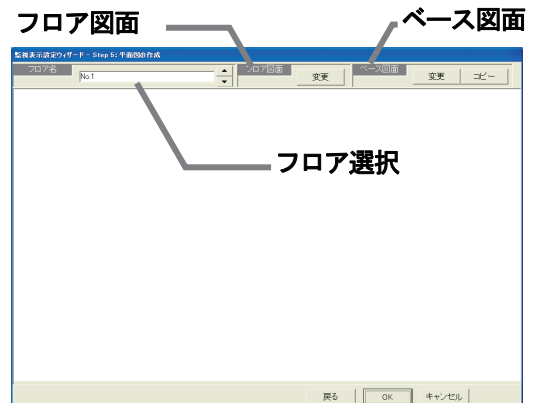 フロア図面
ベース図面
監視表示設定ウィザード - Step 5: 平面図の作成
フロア名
No.1
フロア図面
変更
ベース図面
変更
コピー
フロア選択
戻る
OK
キャンセル